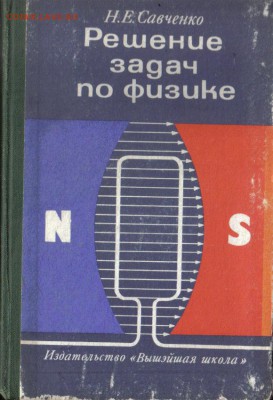 Н.Е.Савченко
Решение
задач
по физике
N
S
Издательство «Вышэйшая школа»